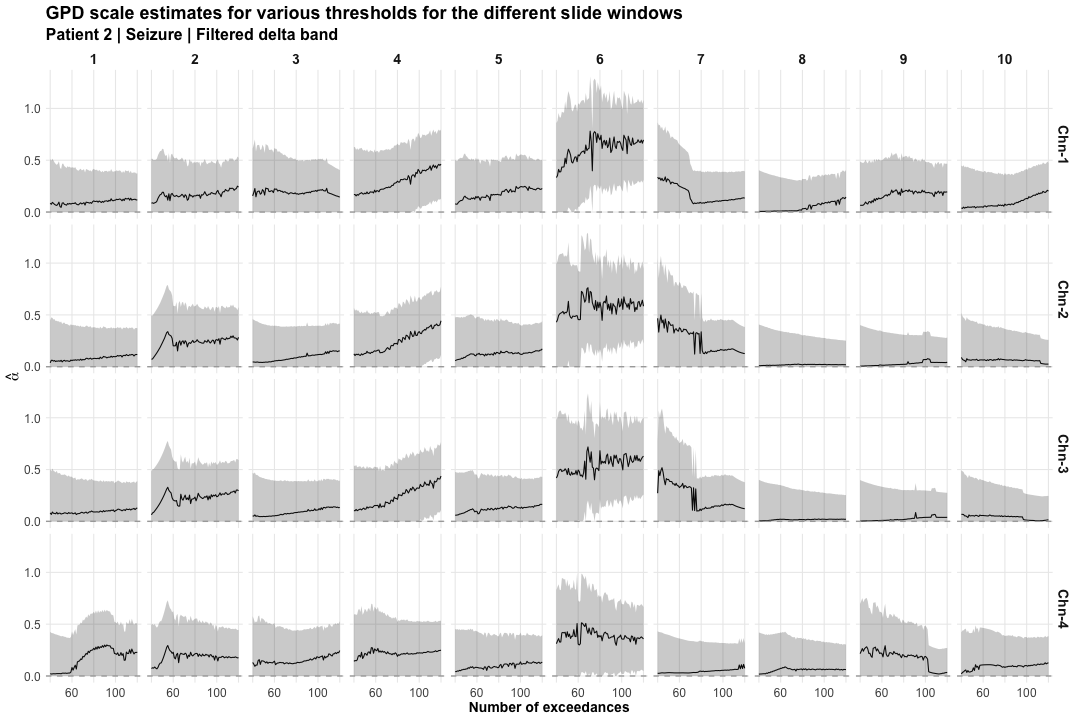 GPD scale estimates for various thresholds for the different slide windows
Patient 2 | Seizure | Filtered delta band
1 2 3 4 5 6 7 8 9 10
1.0
0.5
0.0
Chn-1
1.0
0.5
0.0
Chn-2
α̂
1.0
0.5
0.0
Chn-3
1.0
0.5
0.0
Chn-4
60 100 60 100 60 100 60 100 60 100 60 100 60 100 60 100 60 100 60 100
Number of exceedances